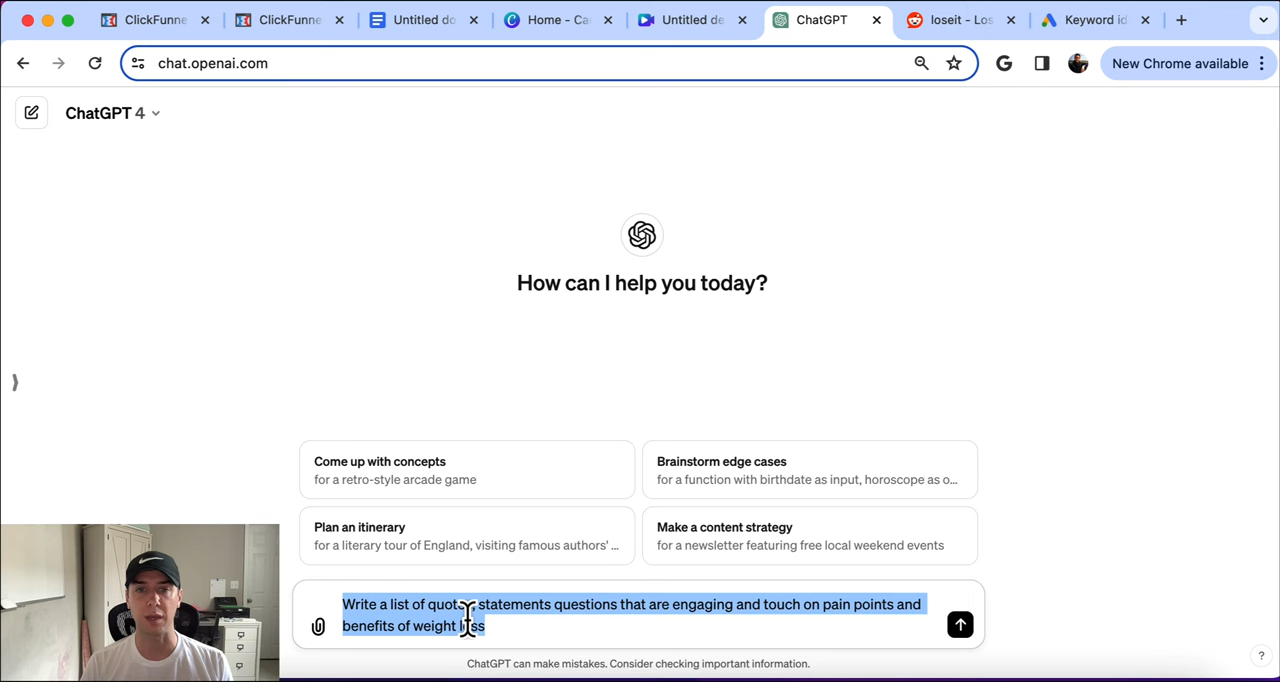 ClickFunne
ClickFunne
Untitled do
Home - Ca
Untitled de
ChatGPT
loseit - Los
Keyword id
chat.openai.com
New Chrome available
ChatGPT 4
How can I help you today?
Come up with concepts
for a retro-style arcade game
Brainstorm edge cases
for a function with birthdate as input, horoscope as o...
Plan an itinerary
for a literary tour of England, visiting famous authors' ...
Make a content strategy
for a newsletter featuring free local weekend events
Write a list of quotes statements questions that are engaging and touch on pain points and
benefits of weight loss
ChatGPT can make mistakes. Consider checking important information.
?